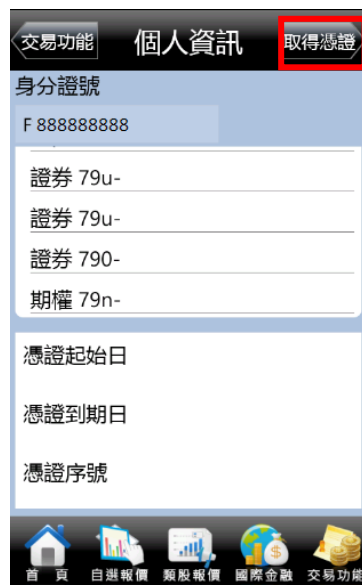 交易功能 個人資訊 取得憑證
身分證號
F 888888888
證券 79u-
證券 79u-
證券 790-
期權 79n-
憑證起始日
憑證到期日
憑證序號
首 頁 自選報價 類股報價 國際金融 交易功能